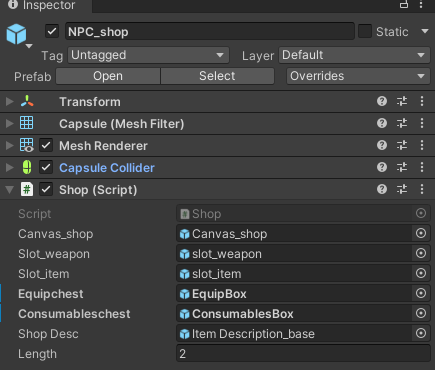 Inspector
NPC_shop Static
Tag Untagged Layer Default
Prefab Open Select Overrides
Transform
Capsule (Mesh Filter)
Mesh Renderer
Capsule Collider
# Shop (Script)
Script Shop
Canvas_shop Canvas_shop
Slot_weapon slot_weapon
Slot_item slot_item
Equipchest EquipBox
Consumableschest ConsumablesBox
Shop Desc Item Description_base
Length 2